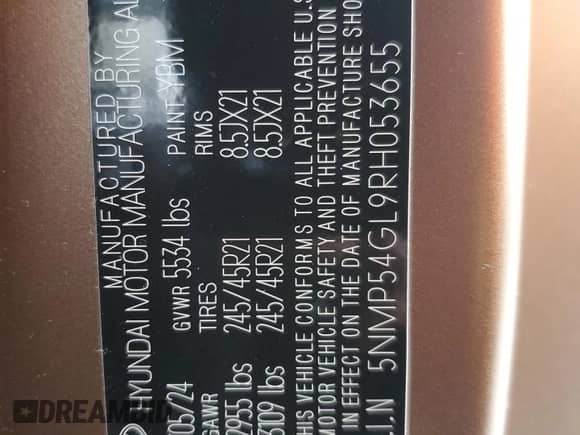 MANUFACTURED BY
HYUNDAI MOTOR MANUFACTURING AL
05/24 GVWR 5534 lbs PAINT:YBM
GAWR TIRES RIMS
2955 lbs 245/45R21 8.5JX21
3109 lbs 245/45R21 8.5JX21
THIS VEHICLE CONFORMS TO ALL APPLICABLE U.S
MOTOR VEHICLE SAFETY AND THEFT PREVENTION
IN EFFECT ON THE DATE OF MANUFACTURE SHO
V.I.N 5NMP54GL9RH053655
DREAMUID